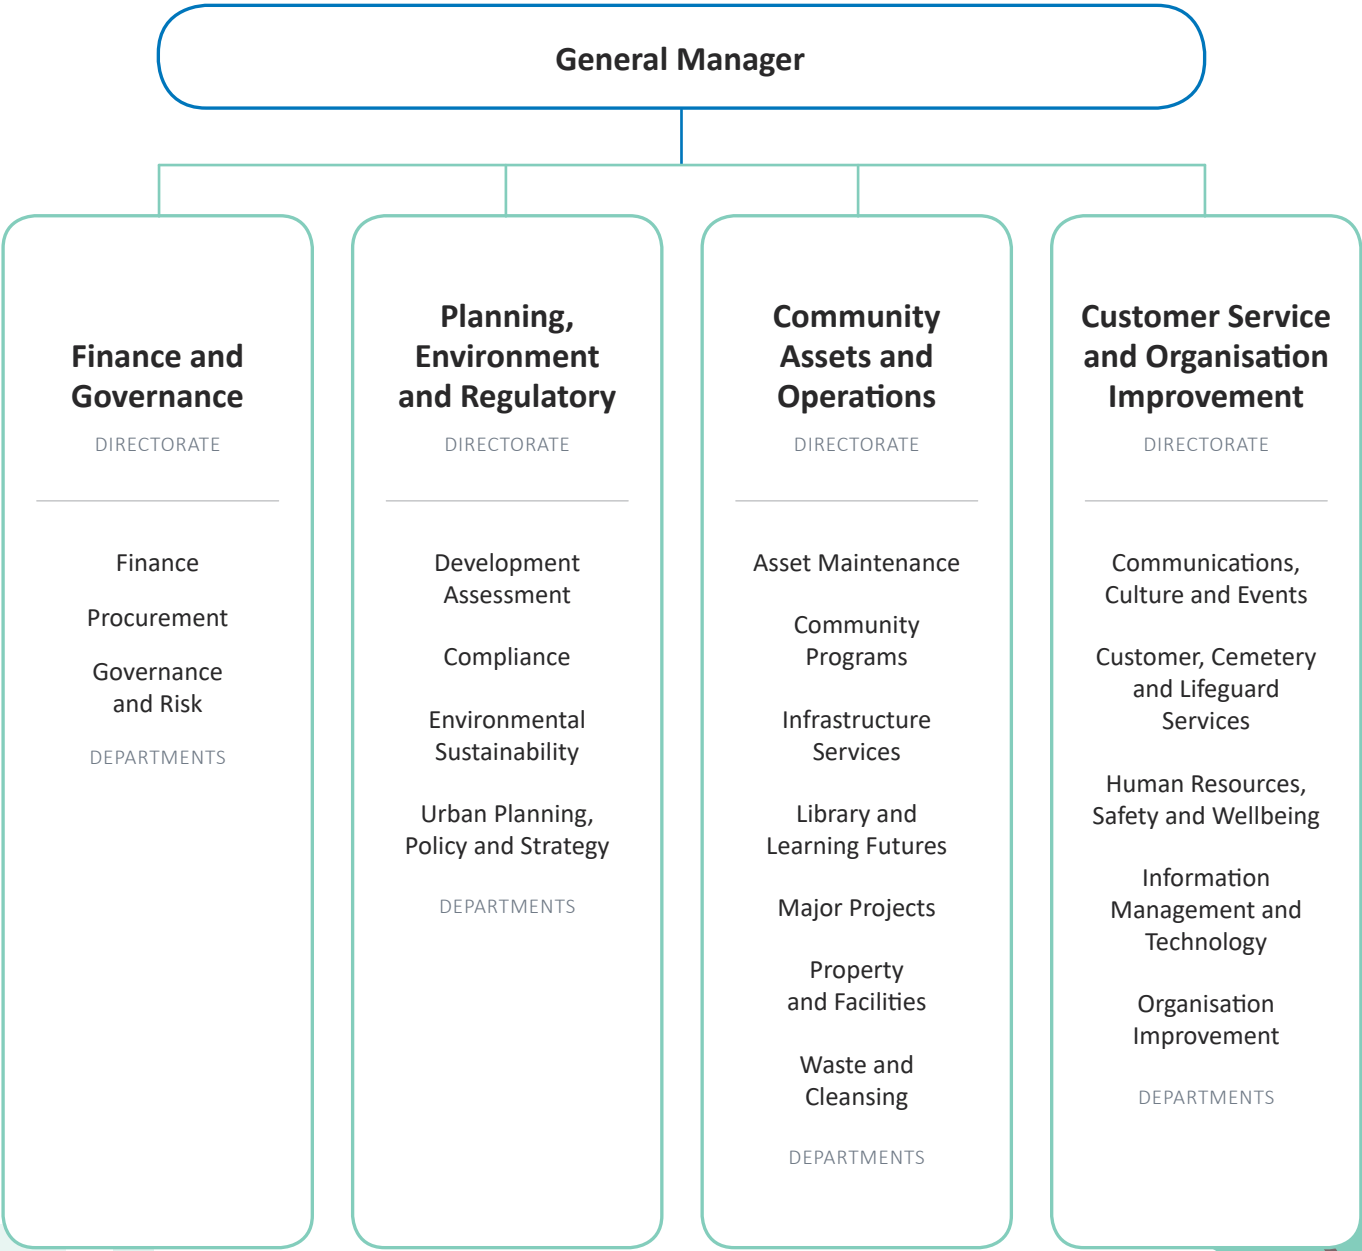 General Manager
Finance and
Governance
DIRECTORATE
Finance
Procurement
Governance
and Risk
DEPARTMENTS
Planning,
Environment
and Regulatory
DIRECTORATE
Development
Assessment
Compliance
Environmental
Sustainability
Urban Planning,
Policy and Strategy
DEPARTMENTS
Community
Assets and
Operations
DIRECTORATE
Asset Maintenance
Community
Programs
Infrastructure
Services
Library and
Learning Futures
Major Projects
Property
and Facilities
Waste and
Cleansing
DEPARTMENTS
Customer Service
and Organisation
Improvement
DIRECTORATE
Communications,
Culture and Events
Customer, Cemetery
and Lifeguard
Services
Human Resources,
Safety and Wellbeing
Information
Management and
Technology
Organisation
Improvement
DEPARTMENTS